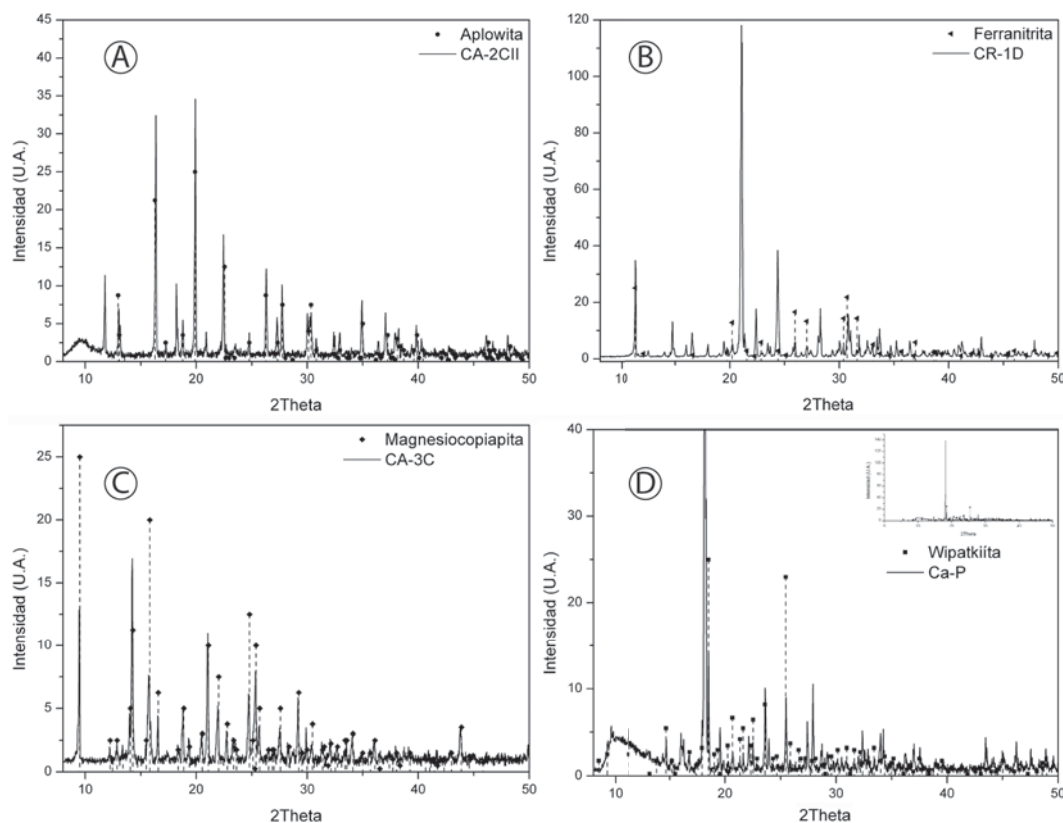 A
Aplowita
CA-2CII
Intensidad (U.A.)
45
40
35
30
25
20
15
10
5
0
10 20 30 40 50
2Theta
B
Ferranitrita
CR-1D
Intensidad (U.A.)
120
100
80
60
40
20
0
10 20 30 40 50
2Theta
C
Magnesiocopiapita
CA-3C
Intensidad (U.A.)
25
20
15
10
5
0
10 20 30 40 50
2Theta
D
Wipatkiíta
Ca-P
Intensidad (U.A.)
40
30
20
10
0
10 20 30 40 50
2Theta
Intensidad (U.A.)
2Theta